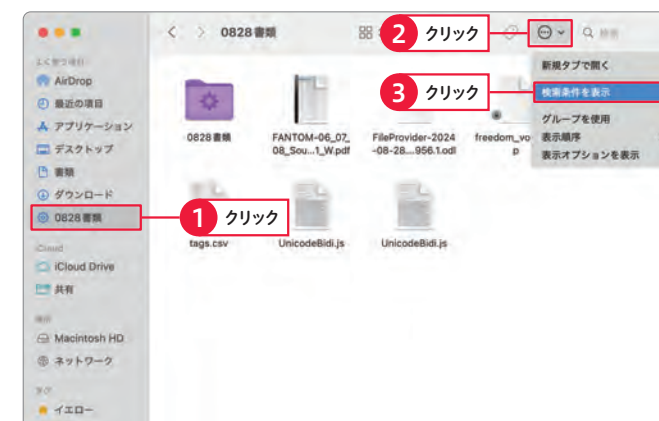 0828書類
2 クリック
検索
新規タブで開く
3 クリック
検索条件を表示
グループを使用
表示順序
表示オプションを表示
よく使う項目
AirDrop
最近の項目
アプリケーション
デスクトップ
書類
ダウンロード
0828書類
1 クリック
iCloud
iCloud Drive
共有
場所
Macintosh HD
ネットワーク
タグ
イエロー
0828書類
FANTOM-06_07_
08_Sou...1_W.pdf
FileProvider-2024
-08-28...956.1.odl
freedom_vo
p
tags.csv
UnicodeBidi.js
UnicodeBidi.js